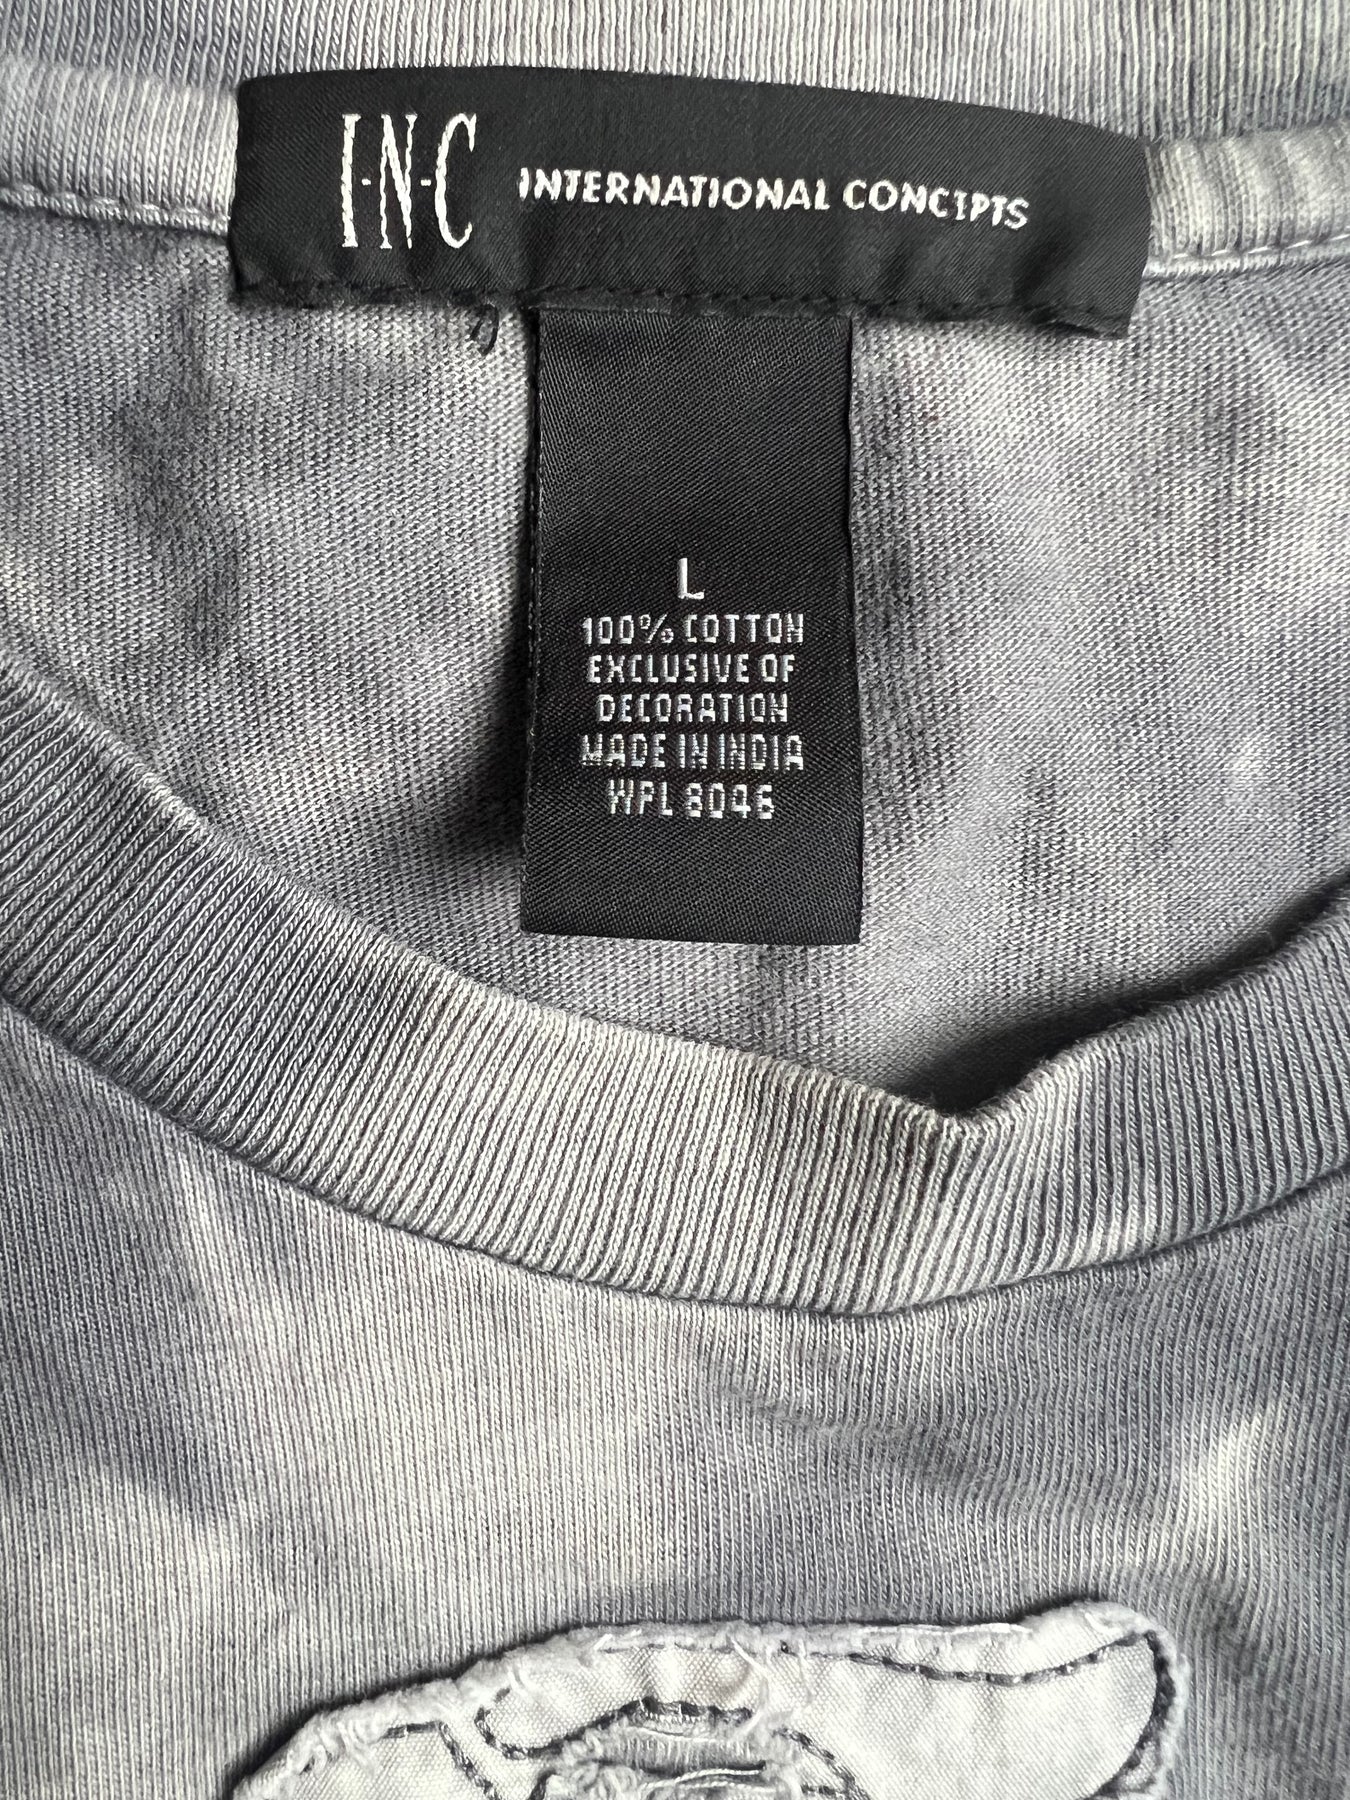 I·N·C INTERNATIONAL CONCEPTS
L
100% COTTON
EXCLUSIVE OF
DECORATION
MADE IN INDIA
WPL 8046